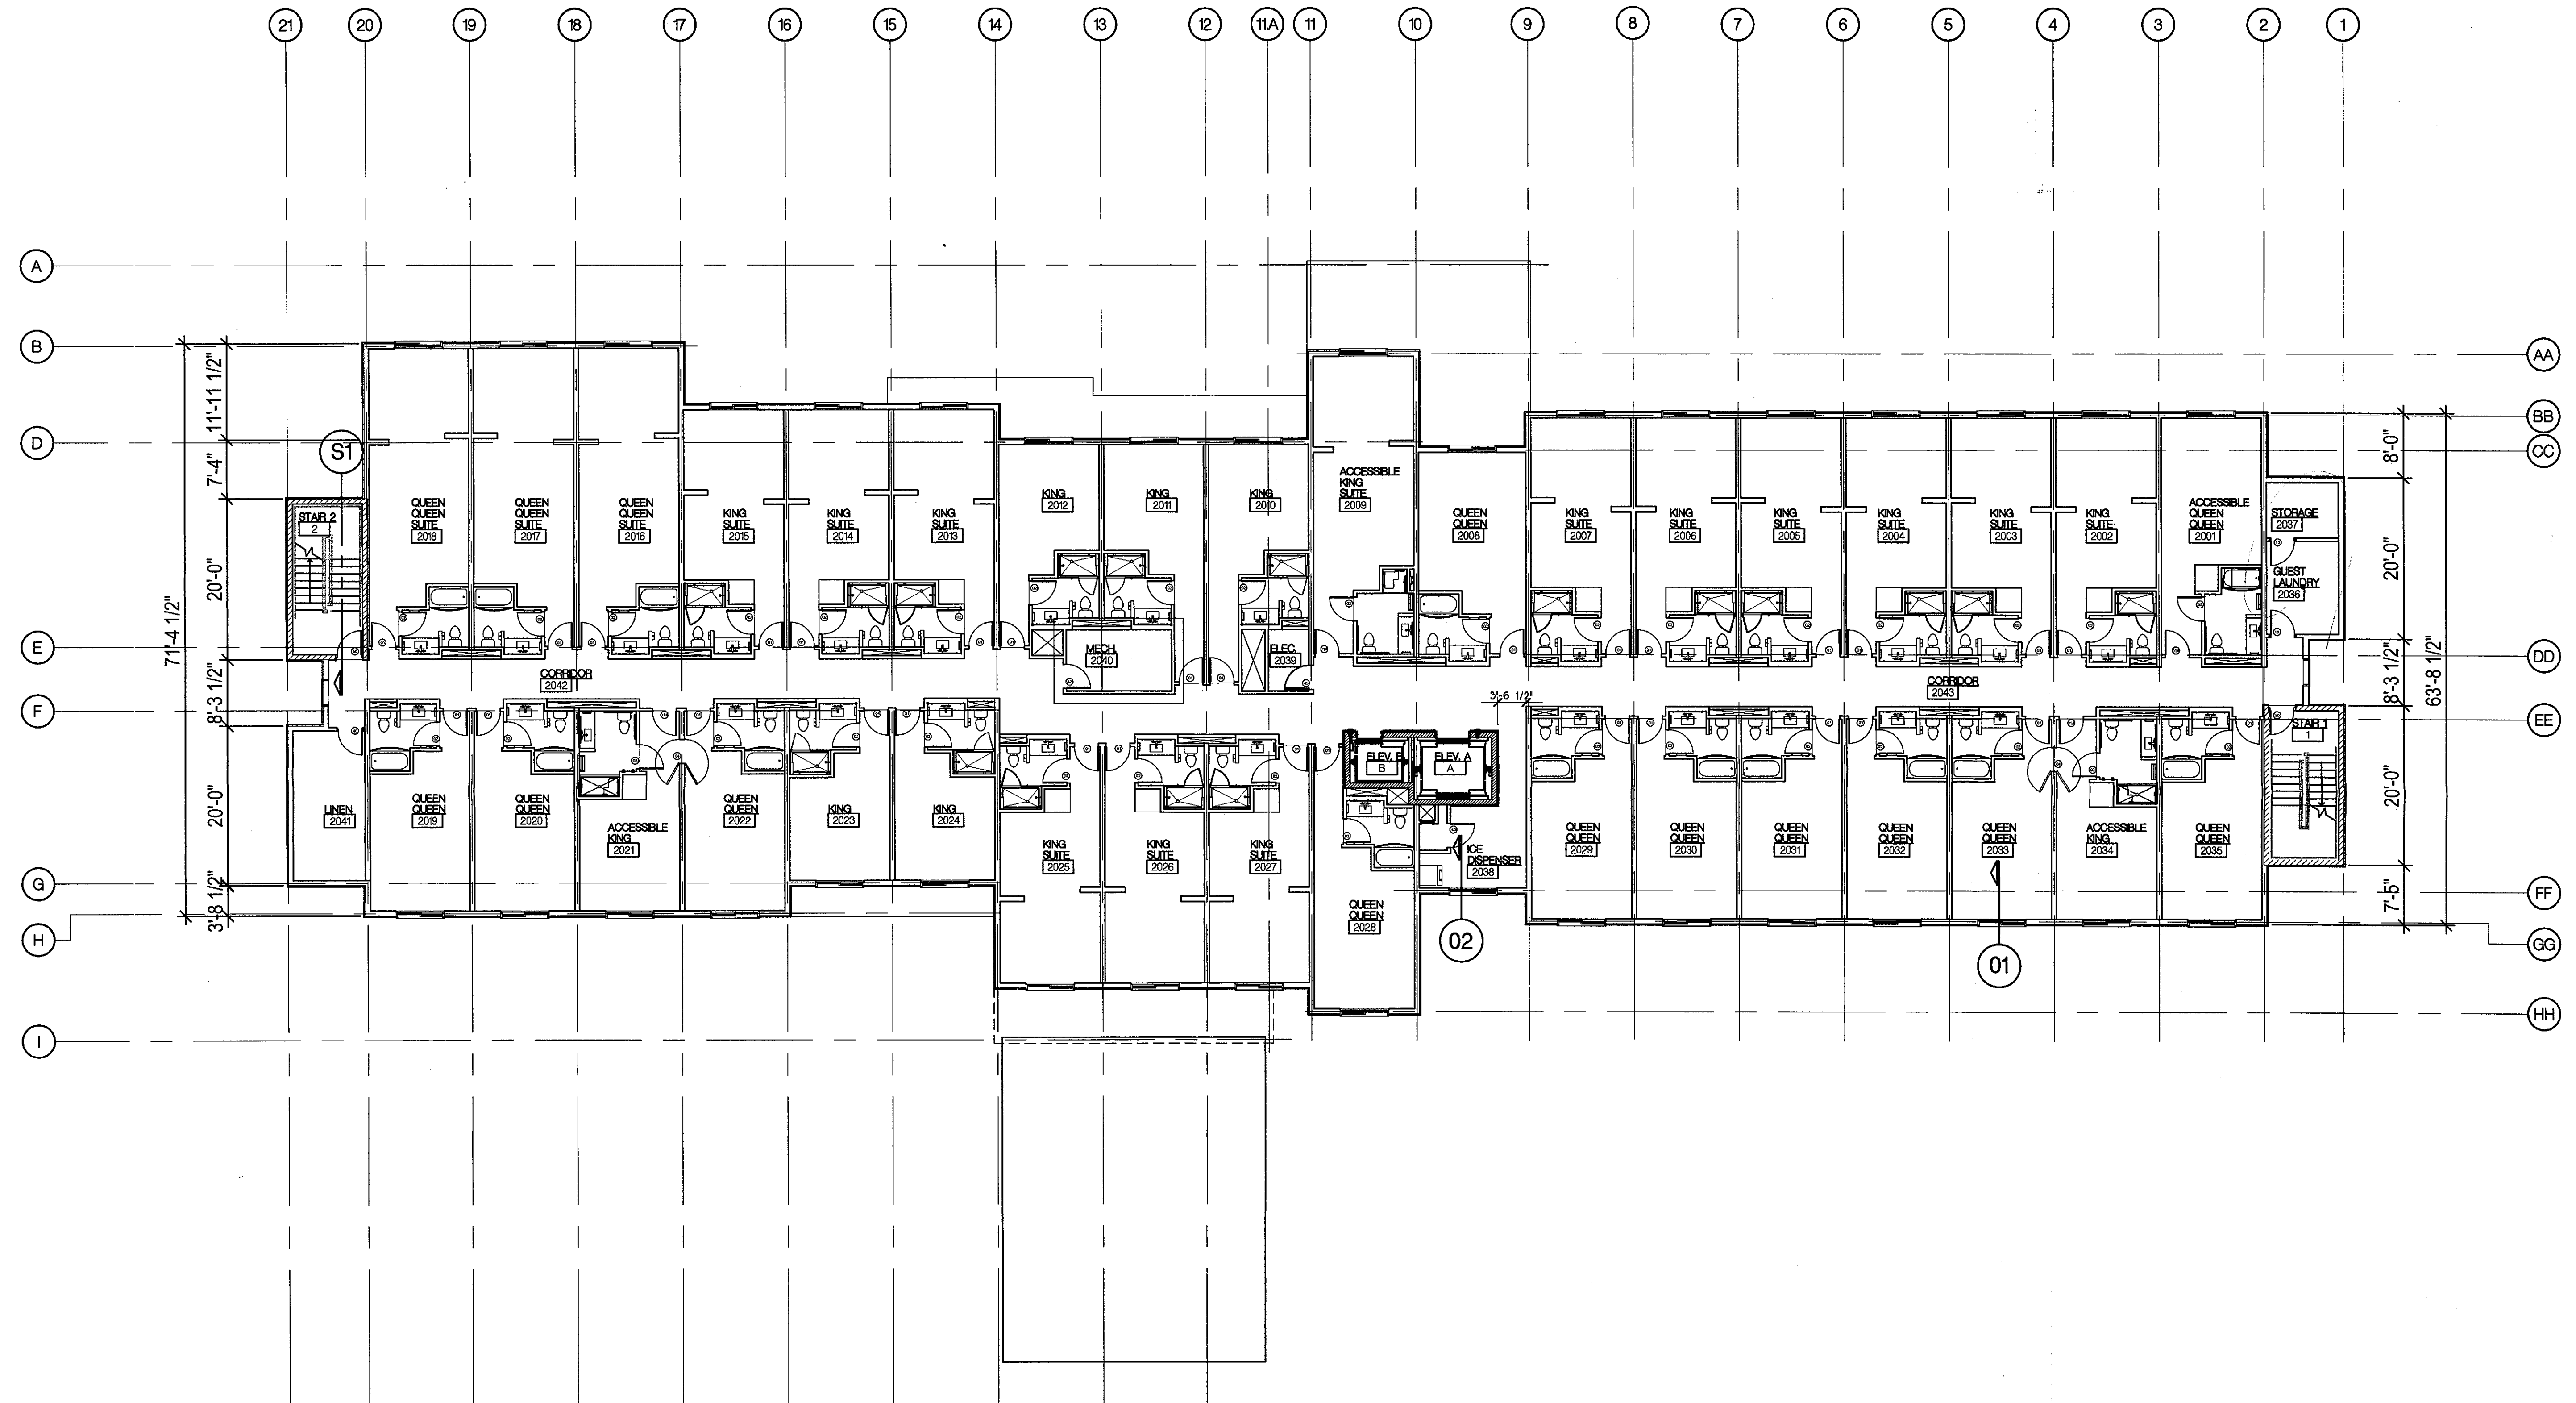 21 20 19 18 17 16 15 14 13 12 11.A 11 10 9 8 7 6 5 4 3 2 1
A
B
AA
BB
D
CC
S1
E
DD
F
EE
G
FF
H
GG
I
HH
71'-4 1/2"
11'-11 1/2"
7'-4"
20'-0"
8'-3 1/2"
20'-0"
3'-8 1/2"
STAIR 2
2
QUEEN
QUEEN
SUITE
2018
QUEEN
QUEEN
SUITE
2017
QUEEN
QUEEN
SUITE
2016
KING
SUITE
2015
KING
SUITE
2014
KING
SUITE
2013
KING
2012
KING
2011
KING
2010
ACCESSIBLE
KING
SUITE
2009
QUEEN
QUEEN
2008
KING
SUITE
2007
KING
SUITE
2006
KING
SUITE
2005
KING
SUITE
2004
KING
SUITE
2003
KING
SUITE
2002
ACCESSIBLE
QUEEN
QUEEN
2001
STORAGE
2037
GUEST
LAUNDRY
2036
MECH.
2040
ELEC.
2039
CORRIDOR
2042
CORRIDOR
2043
3'-6 1/2"
8'-0"
20'-0"
8'-3 1/2"
20'-0"
7'-5"
63'-8 1/2"
LINEN
2041
QUEEN
QUEEN
2019
QUEEN
QUEEN
2020
ACCESSIBLE
KING
2021
QUEEN
QUEEN
2022
KING
2023
KING
2024
KING
SUITE
2025
KING
SUITE
2026
KING
SUITE
2027
ELEV. B
B
ELEV. A
A
QUEEN
QUEEN
2028
ICE
DISPENSER
2038
QUEEN
QUEEN
2029
QUEEN
QUEEN
2030
QUEEN
QUEEN
2031
QUEEN
QUEEN
2032
QUEEN
QUEEN
2033
ACCESSIBLE
KING
2034
QUEEN
QUEEN
2035
STAIR 1
1
02
01